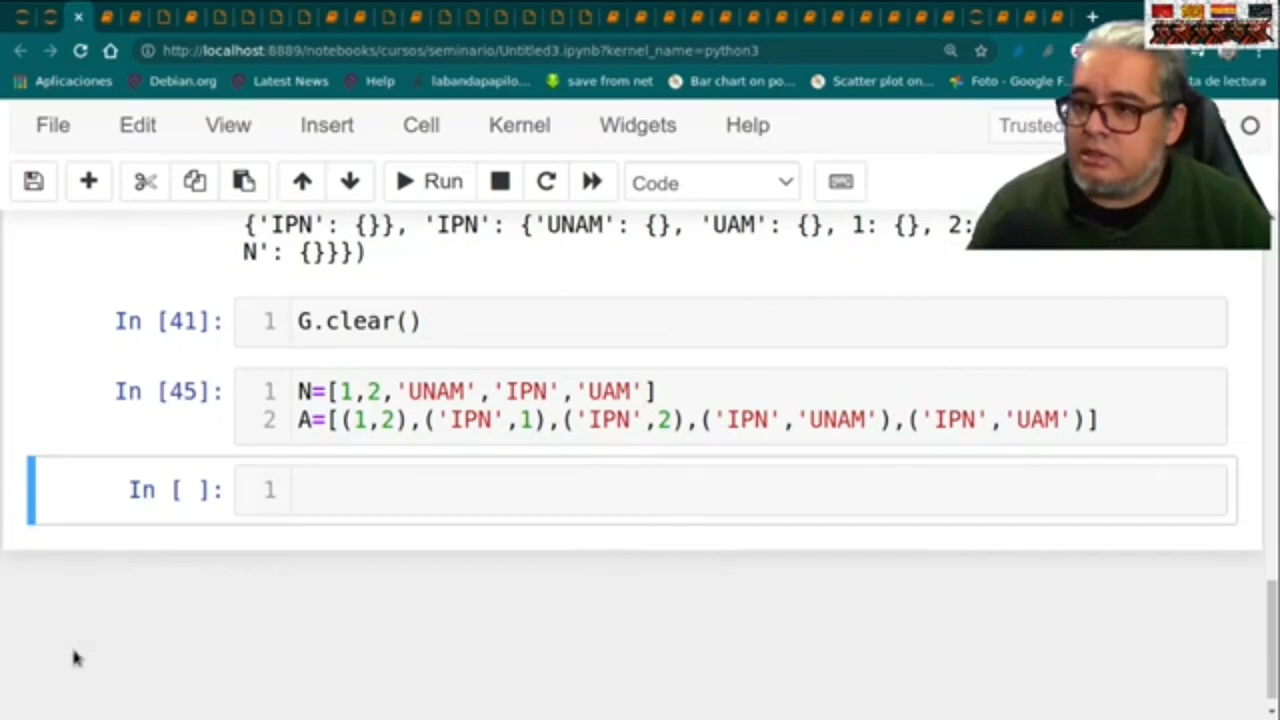 http://localhost:8889/notebooks/cursos/seminario/Untitled3.ipynb?kernel_name=python3
Aplicaciones Debian.org Latest News Help labandapapilo... save from net Bar chart on po... Scatter plot on... Foto - Google F... ta de lectura
File Edit View Insert Cell Kernel Widgets Help Trusted
Run Code
{'IPN': {}}, 'IPN': {'UNAM': {}, 'UAM': {}, 1: {}, 2:
N': {}}})
In [41]: 1 G.clear()
In [45]: 1 N=[1,2,'UNAM','IPN','UAM']
2 A=[(1,2),('IPN',1),('IPN',2),('IPN','UNAM'),('IPN','UAM')]
In [ ]: 1